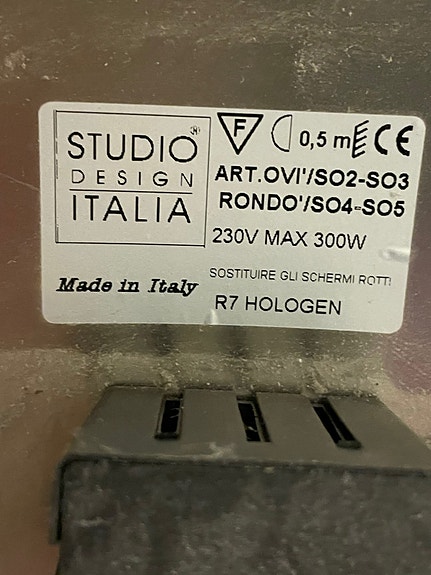 STUDIO®
DESIGN
ITALIA
Made in Italy
F 0,5 m CE
ART.OVI'/SO2-SO3
RONDO'/SO4-SO5
230V MAX 300W
SOSTITUIRE GLI SCHERMI ROTTI
R7 HOLOGEN